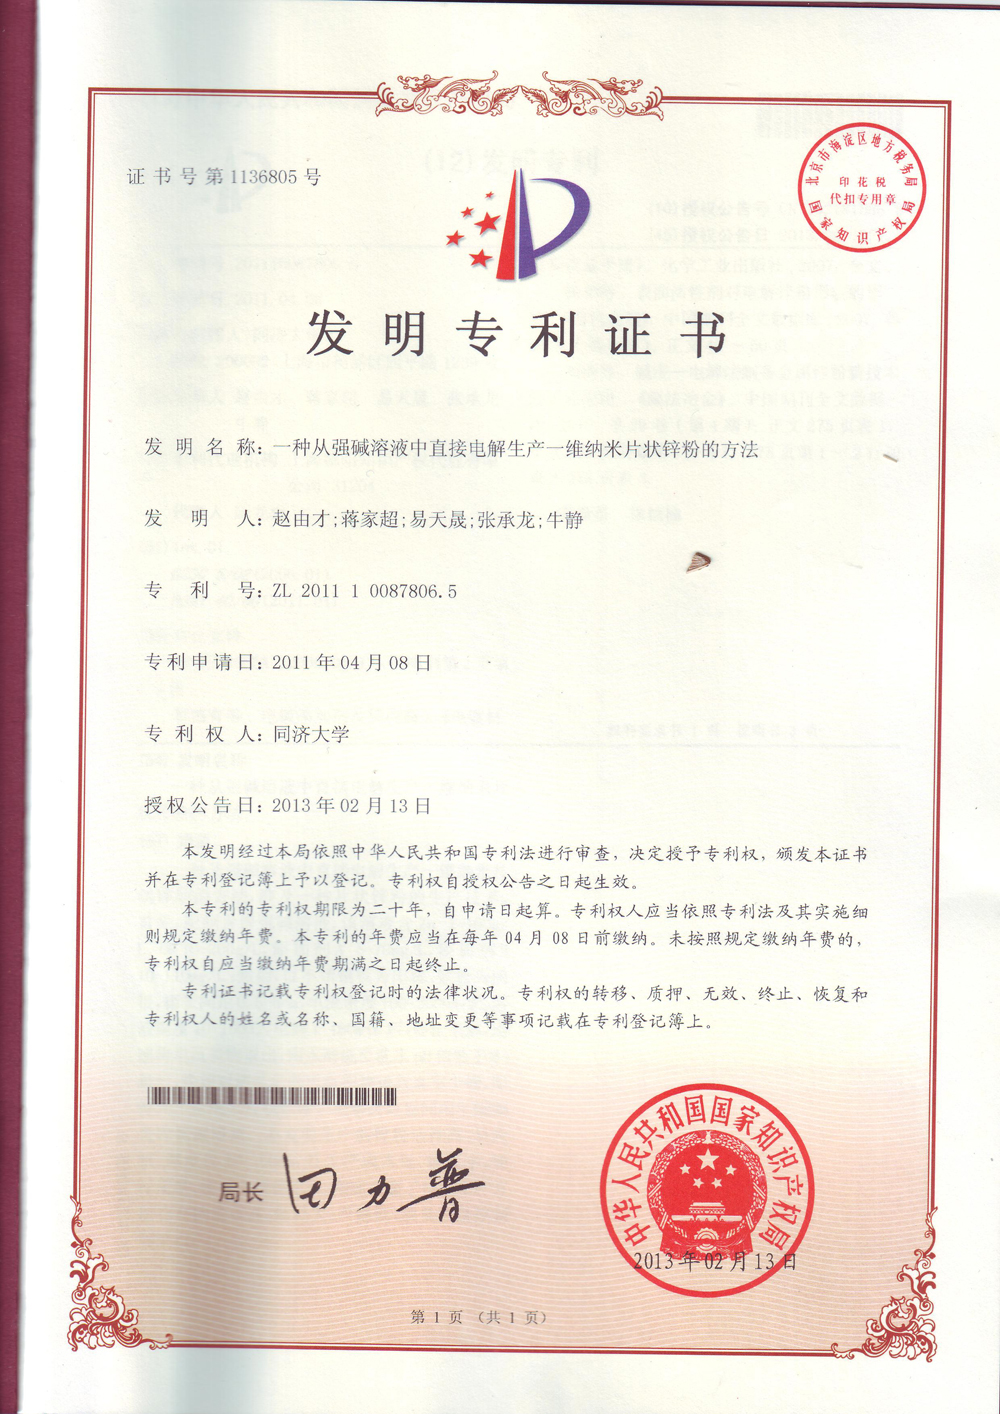 证书号第1136805号
北京市海淀区地方税务局
印花税
代扣专用章
国家知识产权局
发明专利证书
发明名称：一种从强碱溶液中直接电解生产一维纳米片状锌粉的方法
发明人：赵由才;蒋家超;易天晟;张承龙;牛静
专利号：ZL 2011 1 0087806.5
专利申请日：2011年04月08日
专利权人：同济大学
授权公告日：2013年02月13日
本发明经过本局依照中华人民共和国专利法进行审查，决定授予专利权，颁发本证书
并在专利登记簿上予以登记。专利权自授权公告之日起生效。
本专利的专利权期限为二十年，自申请日起算。专利权人应当依照专利法及其实施细
则规定缴纳年费。本专利的年费应当在每年04月08日前缴纳。未按照规定缴纳年费的，
专利权自应当缴纳年费期满之日起终止。
专利证书记载专利权登记时的法律状况。专利权的转移、质押、无效、终止、恢复和
专利权人的姓名或名称、国籍、地址变更等事项记载在专利登记簿上。
局长 田力普
中华人民共和国国家知识产权局
2013年02月13日
第1页（共1页）